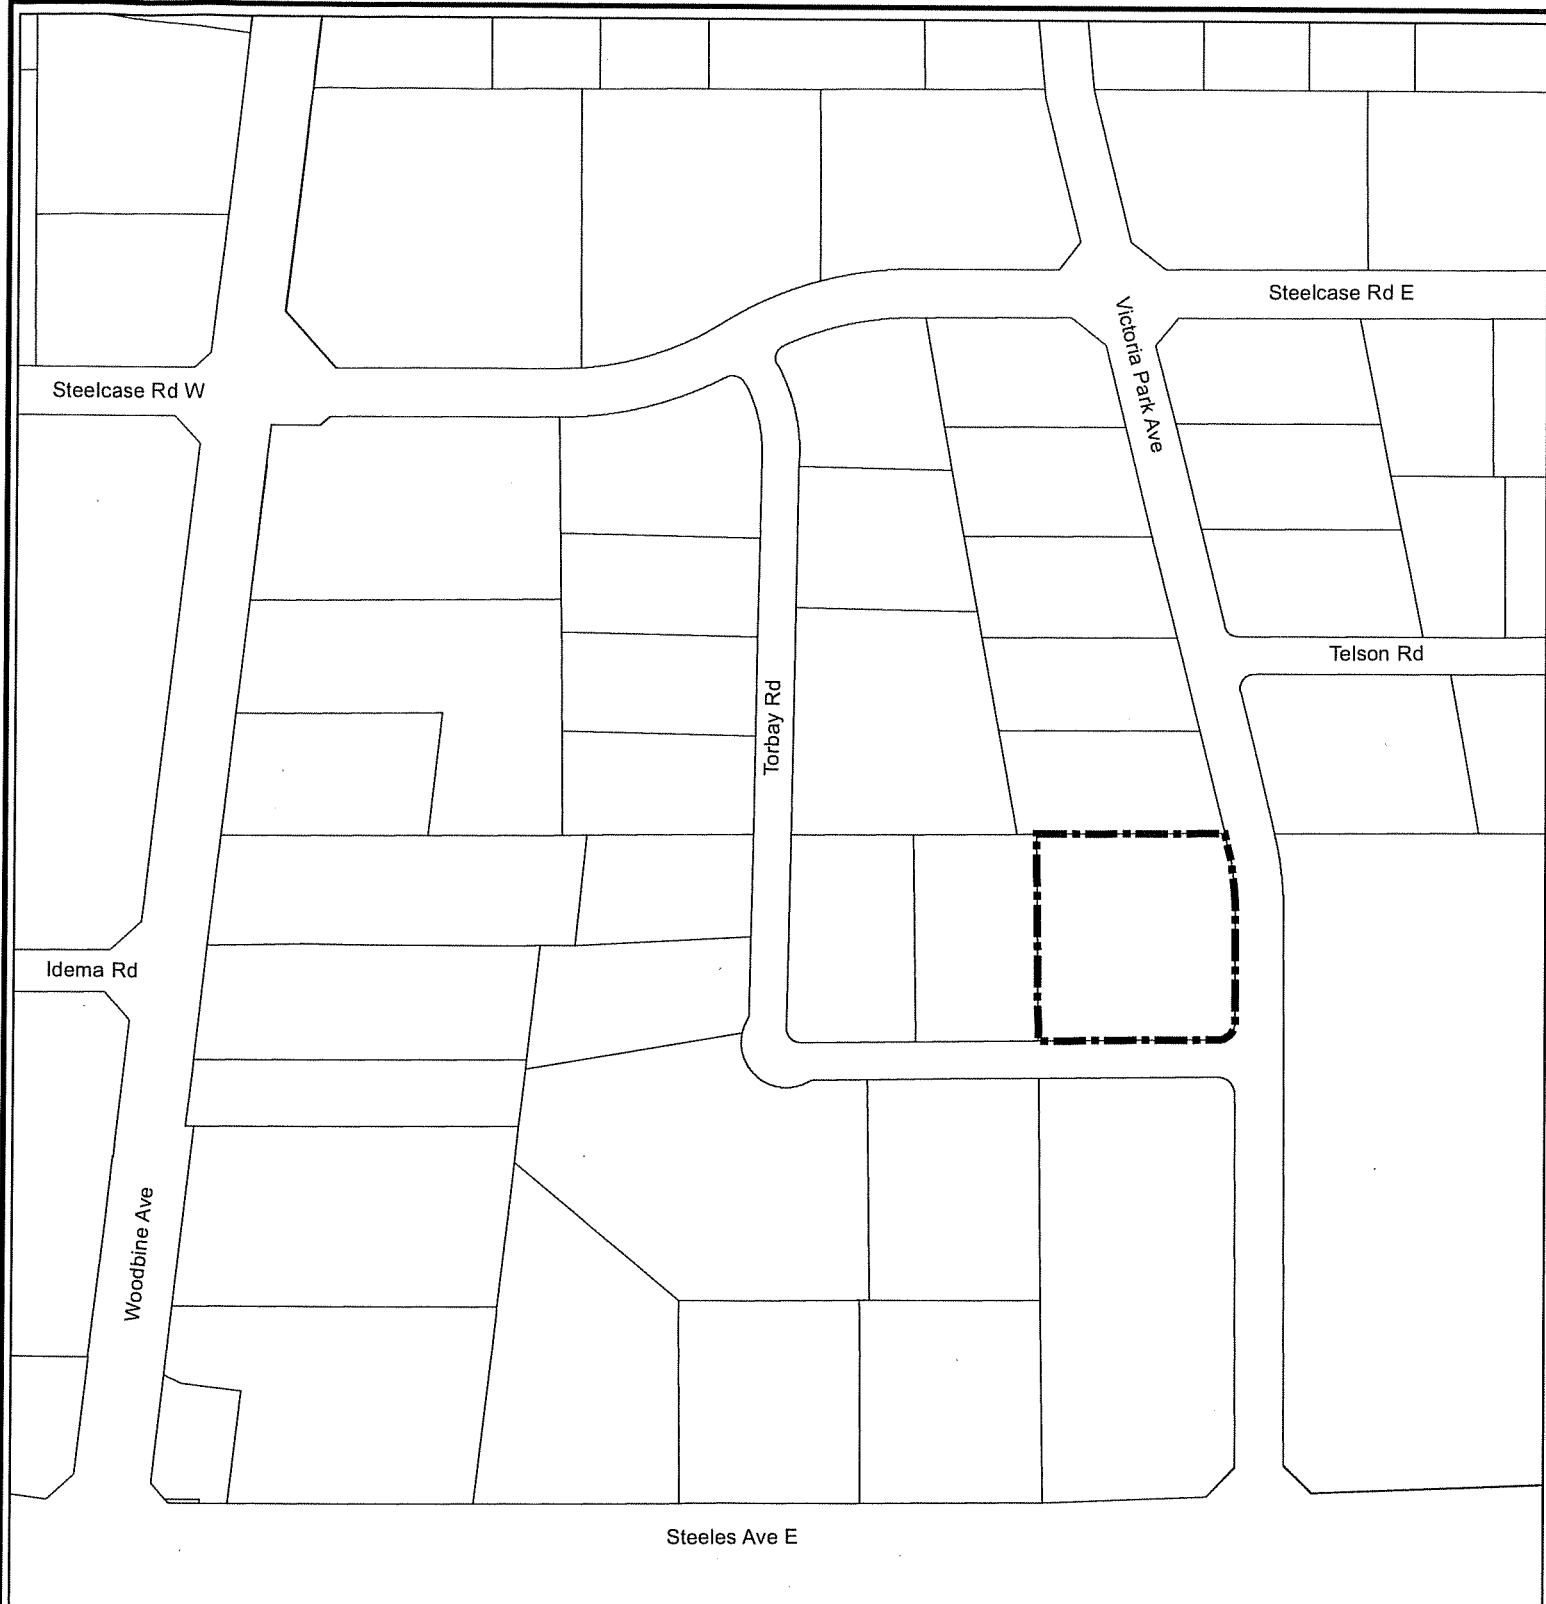 Steelcase Rd E
Victoria Park Ave
Steelcase Rd W
Telson Rd
Torbay Rd
Idema Rd
Woodbine Ave
Steeles Ave E